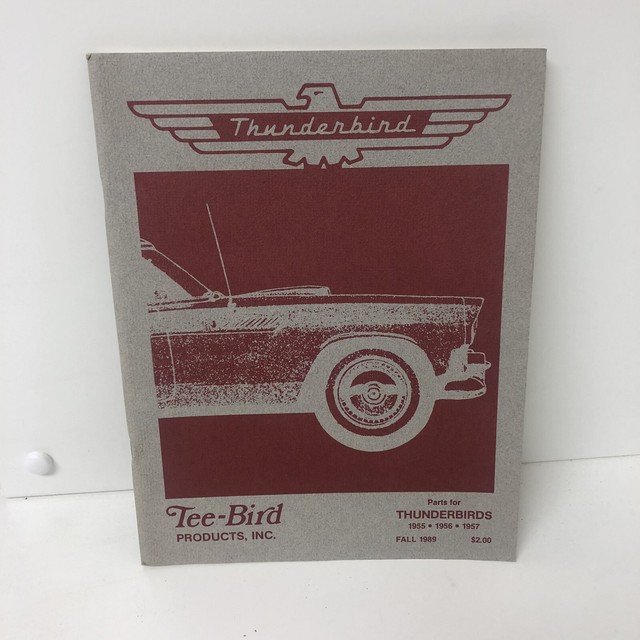 Thunderbird
Tee-Bird
PRODUCTS, INC.
Parts for
THUNDERBIRDS
1955 • 1956 • 1957
FALL 1989 $2.00